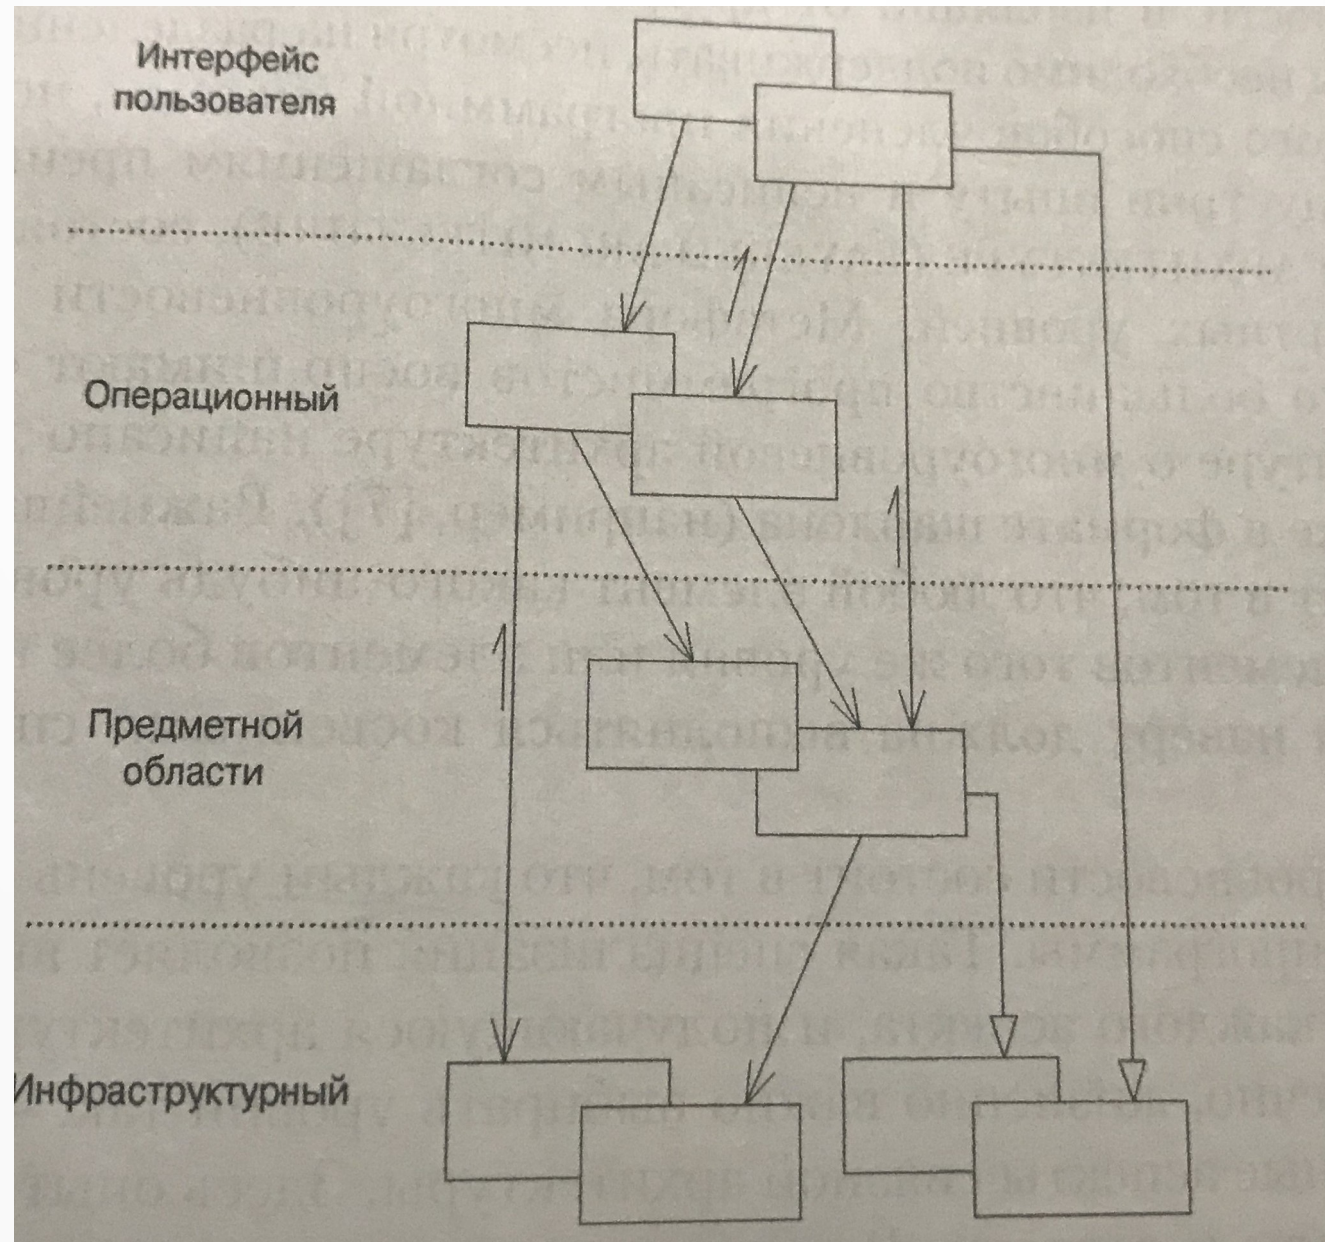 Интерфейс
пользователя
Операционный
Предметной
области
Инфраструктурный